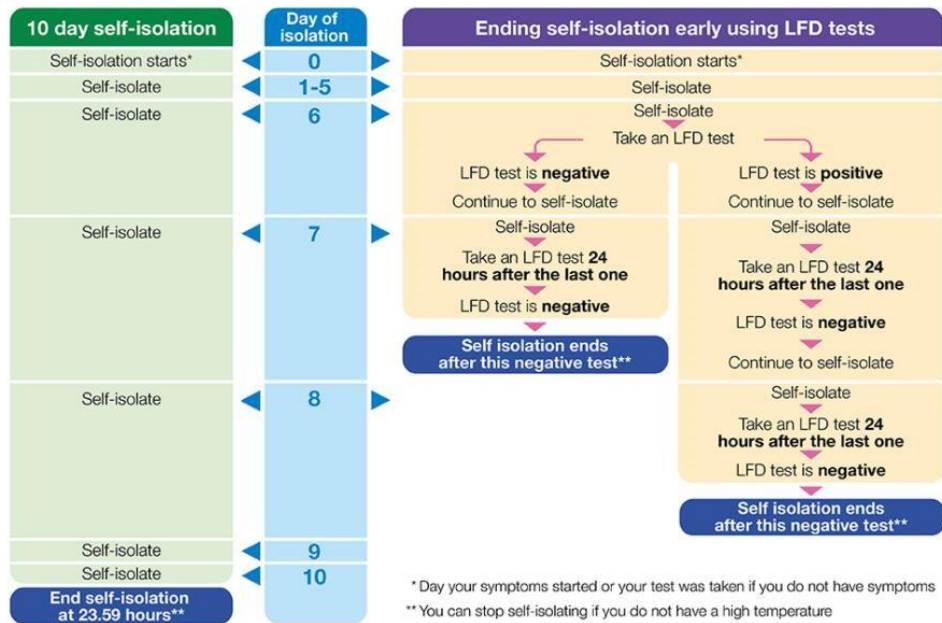 10 day self-isolation
Day of
isolation
Ending self-isolation early using LFD tests
Self-isolation starts*
0
Self-isolation starts*
Self-isolate
1-5
Self-isolate
Self-isolate
6
Self-isolate
Take an LFD test
LFD test is negative
LFD test is positive
Continue to self-isolate
Continue to self-isolate
Self-isolate
7
Self-isolate
Self-isolate
Take an LFD test 24
hours after the last one
Take an LFD test 24
hours after the last one
LFD test is negative
LFD test is negative
Self isolation ends
after this negative test**
Continue to self-isolate
Self-isolate
8
Self-isolate
Take an LFD test 24
hours after the last one
LFD test is negative
Self isolation ends
after this negative test**
Self-isolate
9
Self-isolate
10
End self-isolation
at 23.59 hours**
* Day your symptoms started or your test was taken if you do not have symptoms
** You can stop self-isolating if you do not have a high temperature